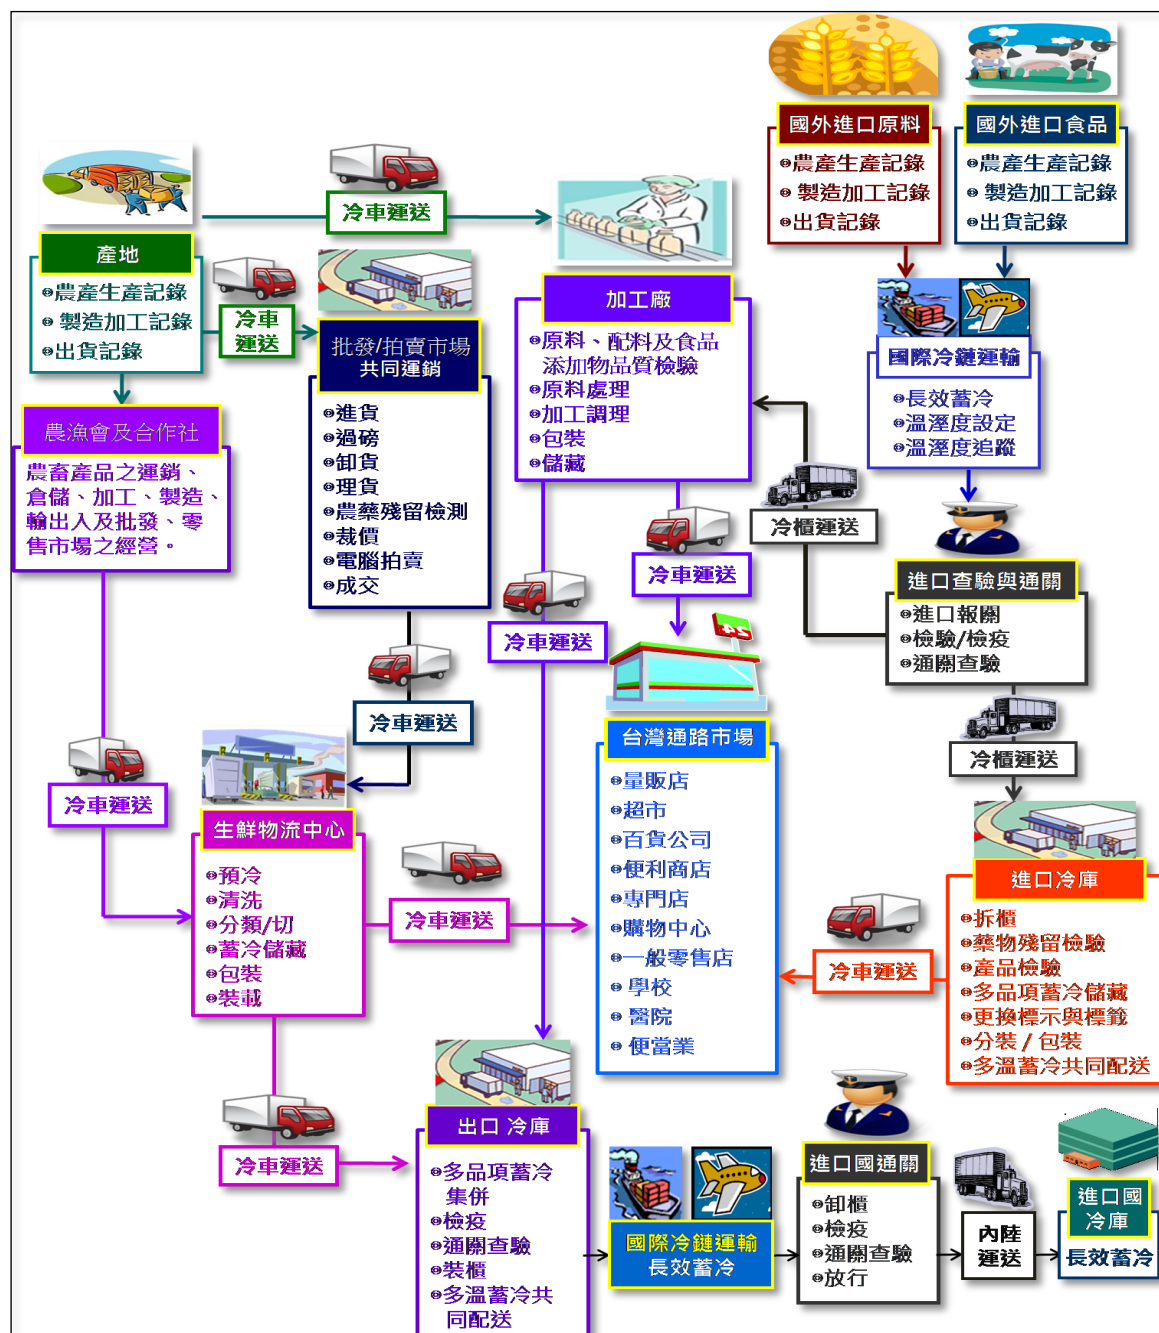 國外進口原料
◎農產生產記錄
◎製造加工記錄
◎出貨記錄
國外進口食品
◎農產生產記錄
◎製造加工記錄
◎出貨記錄
冷車運送
產地
◎農產生產記錄
◎製造加工記錄
◎出貨記錄
冷車
運送
批發/拍賣市場
共同運銷
◎進貨
◎過磅
◎卸貨
◎理貨
◎農藥殘留檢測
◎裁價
◎電腦拍賣
◎成交
加工廠
◎原料、配料及食品
添加物品質檢驗
◎原料處理
◎加工調理
◎包裝
◎儲藏
國際冷鏈運輸
◎長效蓄冷
◎溫溼度設定
◎溫溼度追蹤
農漁會及合作社
農畜產品之運銷、
倉儲、加工、製造、
輸出入及批發、零
售市場之經營。
冷櫃運送
冷車運送
冷車運送
進口查驗與通關
◎進口報關
◎檢驗/檢疫
◎通關查驗
冷車運送
24
台灣通路市場
◎量販店
◎超市
◎百貨公司
◎便利商店
◎專門店
◎購物中心
◎一般零售店
◎學校
◎醫院
◎便當業
冷櫃運送
冷車運送
生鮮物流中心
◎預冷
◎清洗
◎分類/切
◎蓄冷儲藏
◎包裝
◎裝載
冷車運送
進口冷庫
◎拆櫃
◎藥物殘留檢驗
◎產品檢驗
◎多品項蓄冷儲藏
◎更換標示與標籤
◎分裝 / 包裝
◎多溫蓄冷共同配送
冷車運送
冷車運送
出口 冷庫
◎多品項蓄冷
集併
◎檢疫
◎通關查驗
◎裝櫃
◎多溫蓄冷共
同配送
國際冷鏈運輸
長效蓄冷
進口國通關
◎卸櫃
◎檢疫
◎通關查驗
◎放行
內陸
運送
進口國
冷庫
長效蓄冷